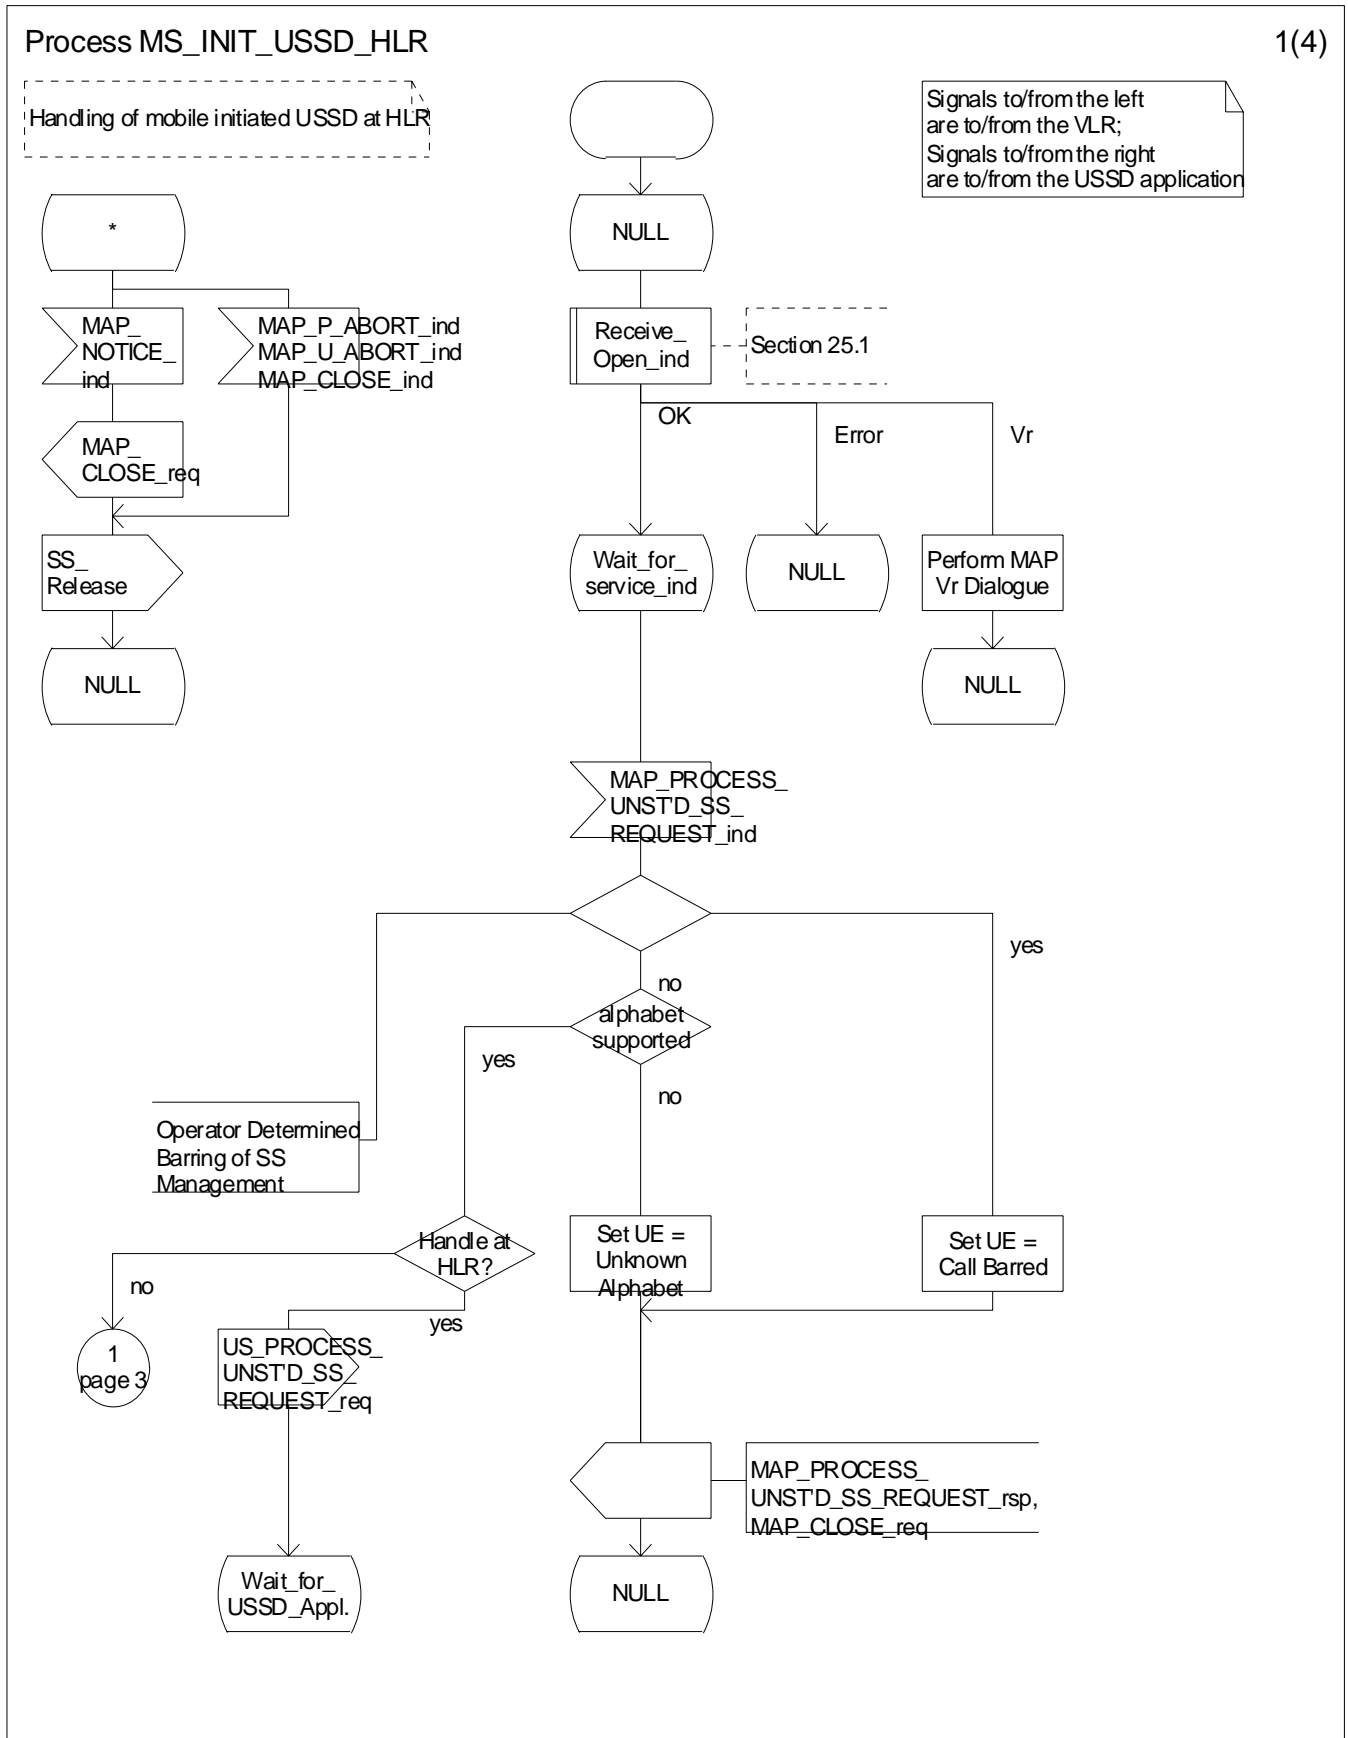 Process MS_INIT_USSD_HLR
1(4)
Handling of mobile initiated USSD at HLR
Signals to/from the left
are to/from the VLR;
Signals to/from the right
are to/from the USSD application
*
NULL
MAP_
NOTICE_
ind
MAP_P_ABORT_ind
MAP_U_ABORT_ind
MAP_CLOSE_ind
Receive_
Open_ind
Section 25.1
OK
Error
Vr
MAP_
CLOSE_req
SS_
Release
Wait_for_
service_ind
NULL
Perform MAP
Vr Dialogue
NULL
NULL
MAP_PROCESS_
UNST'D_SS_
REQUEST_ind
yes
no
alphabet
supported
yes
no
Operator Determined
Barring of SS
Management
Handle at
HLR?
Set UE =
Unknown
Alphabet
Set UE =
Call Barred
no
yes
1
page 3
US_PROCESS_
UNST'D_SS_
REQUEST_req
MAP_PROCESS_
UNST'D_SS_REQUEST_rsp,
MAP_CLOSE_req
Wait_for_
USSD_Appl.
NULL